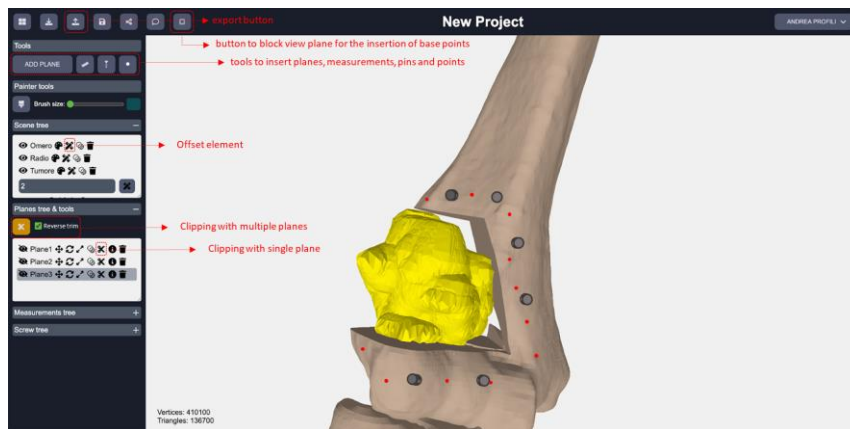 export button
New Project
ANDREA PROFILI
button to block view plane for the insertion of base points
Tools
ADD PLANE
tools to insert planes, measurements, pins and points
Painter tools
Brush size:
Scene tree
Omero
Offset element
Radio
Tumore
2
Planes tree & tools
Reverse trim
Clipping with multiple planes
Plane1
Clipping with single plane
Plane2
Plane3
Measurements tree
Screw tree
Vertices: 410100
Triangles: 136700